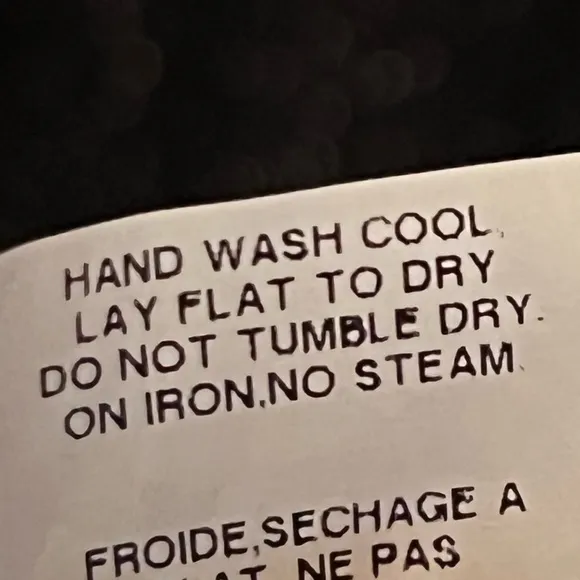 HAND WASH COOL,
LAY FLAT TO DRY
DO NOT TUMBLE DRY.
ON IRON,NO STEAM.
FROIDE,SECHAGE A
NE PAS